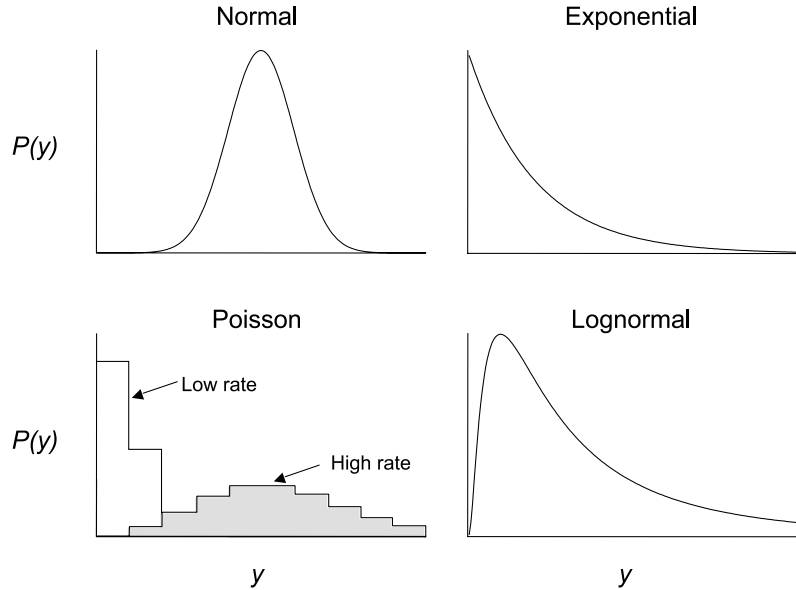 Normal
Exponential
P(y)
Poisson
Lognormal
Low rate
P(y)
High rate
y
y